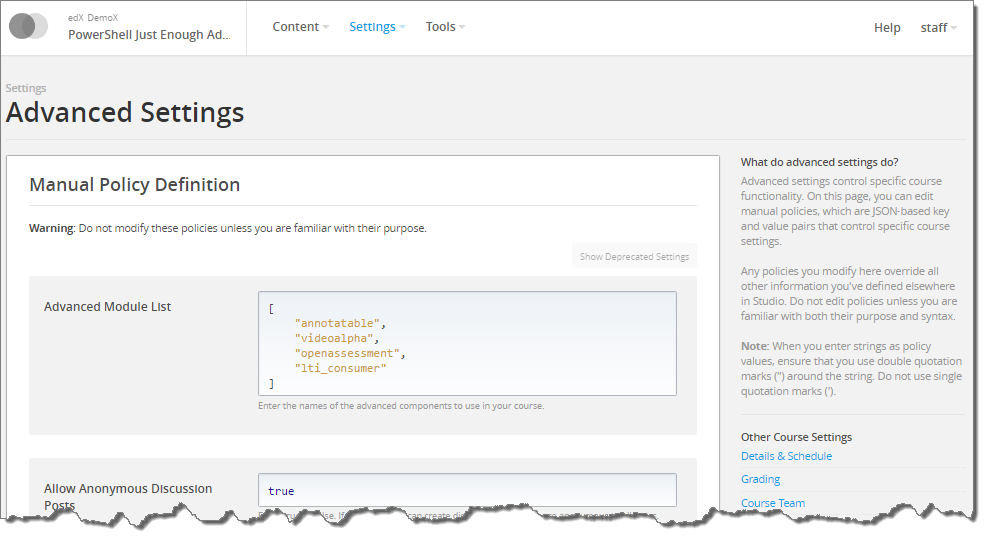 edX DemoX
PowerShell Just Enough Ad...
Content
Settings
Tools
Help
staff
Settings
Advanced Settings
Manual Policy Definition
Warning: Do not modify these policies unless you are familiar with their purpose.
Show Deprecated Settings
Advanced Module List
[
"annotatable",
"videoalpha",
"openassessment",
"lti_consumer"
]
Enter the names of the advanced components to use in your course.
Allow Anonymous Discussion
Posts
true
What do advanced settings do?
Advanced settings control specific course
functionality. On this page, you can edit
manual policies, which are JSON-based key
and value pairs that control specific course
settings.
Any policies you modify here override all
other information you've defined elsewhere
in Studio. Do not edit policies unless you are
familiar with both their purpose and syntax.
Note: When you enter strings as policy
values, ensure that you use double quotation
marks (") around the string. Do not use single
quotation marks (').
Other Course Settings
Details & Schedule
Grading
Course Team